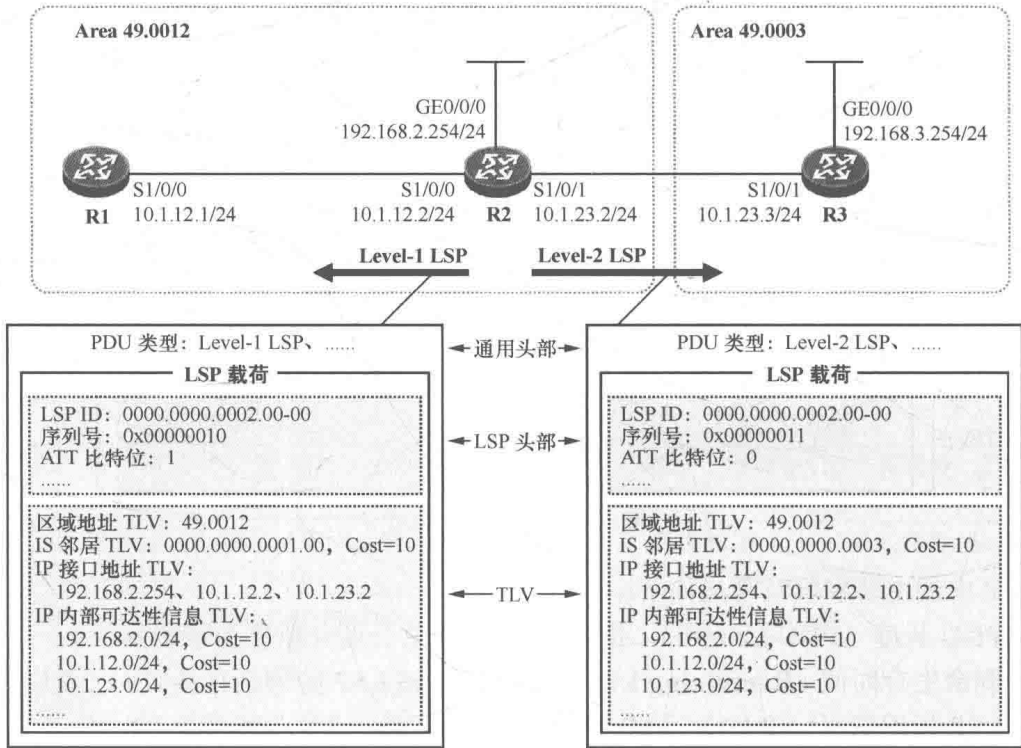 Area 49.0012
Area 49.0003
GE0/0/0
192.168.2.254/24
GE0/0/0
192.168.3.254/24
S1/0/0
S1/0/0
S1/0/1
S1/0/1
R1
10.1.12.1/24
10.1.12.2/24
R2
10.1.23.2/24
10.1.23.3/24
R3
Level-1 LSP
Level-2 LSP
PDU 类型：Level-1 LSP、……
LSP 载荷
LSP ID：0000.0000.0002.00-00
序列号：0x00000010
ATT 比特位：1
……
区域地址 TLV：49.0012
IS 邻居 TLV：0000.0000.0001.00，Cost=10
IP 接口地址 TLV：
192.168.2.254、10.1.12.2、10.1.23.2
IP 内部可达性信息 TLV：
192.168.2.0/24，Cost=10
10.1.12.0/24，Cost=10
10.1.23.0/24，Cost=10
……
通用头部
LSP 头部
TLV
PDU 类型：Level-2 LSP、……
LSP 载荷
LSP ID：0000.0000.0002.00-00
序列号：0x00000011
ATT 比特位：0
……
区域地址 TLV：49.0012
IS 邻居 TLV：0000.0000.0003，Cost=10
IP 接口地址 TLV：
192.168.2.254、10.1.12.2、10.1.23.2
IP 内部可达性信息 TLV：
192.168.2.0/24，Cost=10
10.1.12.0/24，Cost=10
10.1.23.0/24，Cost=10
……